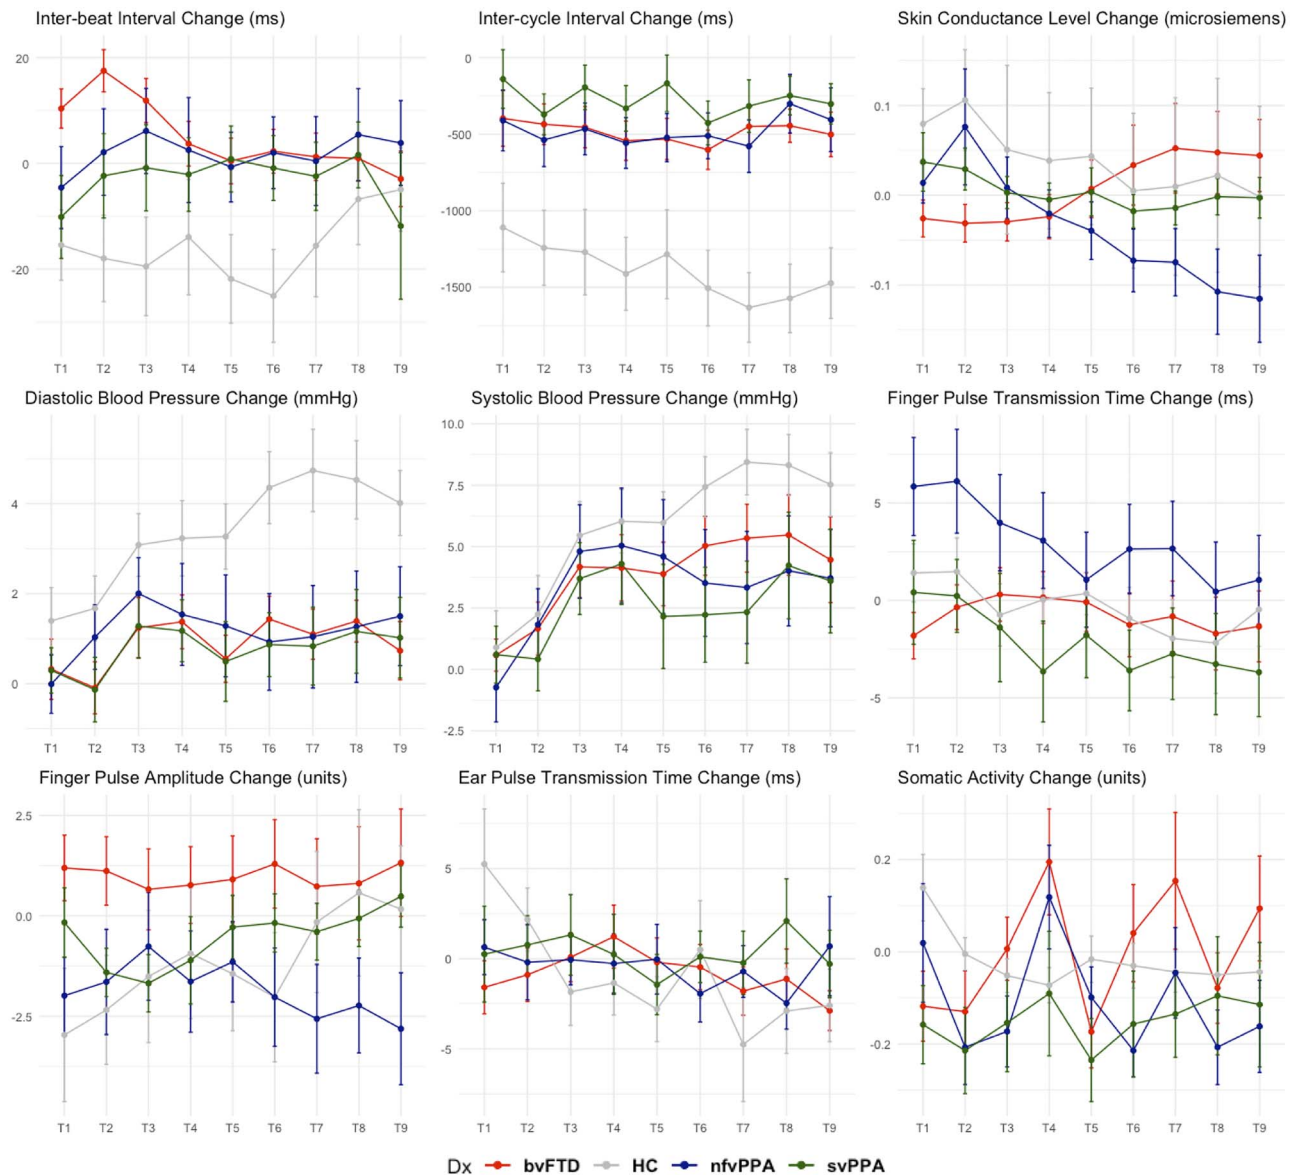 Inter-beat Interval Change (ms)
20
0
-20
T1 T2 T3 T4 T5 T6 T7 T8 T9
Inter-cycle Interval Change (ms)
0
-500
-1000
-1500
T1 T2 T3 T4 T5 T6 T7 T8 T9
Skin Conductance Level Change (microsiemens)
0.1
0.0
-0.1
T1 T2 T3 T4 T5 T6 T7 T8 T9
Diastolic Blood Pressure Change (mmHg)
4
2
0
T1 T2 T3 T4 T5 T6 T7 T8 T9
Systolic Blood Pressure Change (mmHg)
10.0
7.5
5.0
2.5
0.0
-2.5
T1 T2 T3 T4 T5 T6 T7 T8 T9
Finger Pulse Transmission Time Change (ms)
5
0
-5
T1 T2 T3 T4 T5 T6 T7 T8 T9
Finger Pulse Amplitude Change (units)
2.5
0.0
-2.5
T1 T2 T3 T4 T5 T6 T7 T8 T9
Ear Pulse Transmission Time Change (ms)
5
0
-5
T1 T2 T3 T4 T5 T6 T7 T8 T9
Somatic Activity Change (units)
0.2
0.0
-0.2
T1 T2 T3 T4 T5 T6 T7 T8 T9
Dx bvFTD HC nfvPPA svPPA